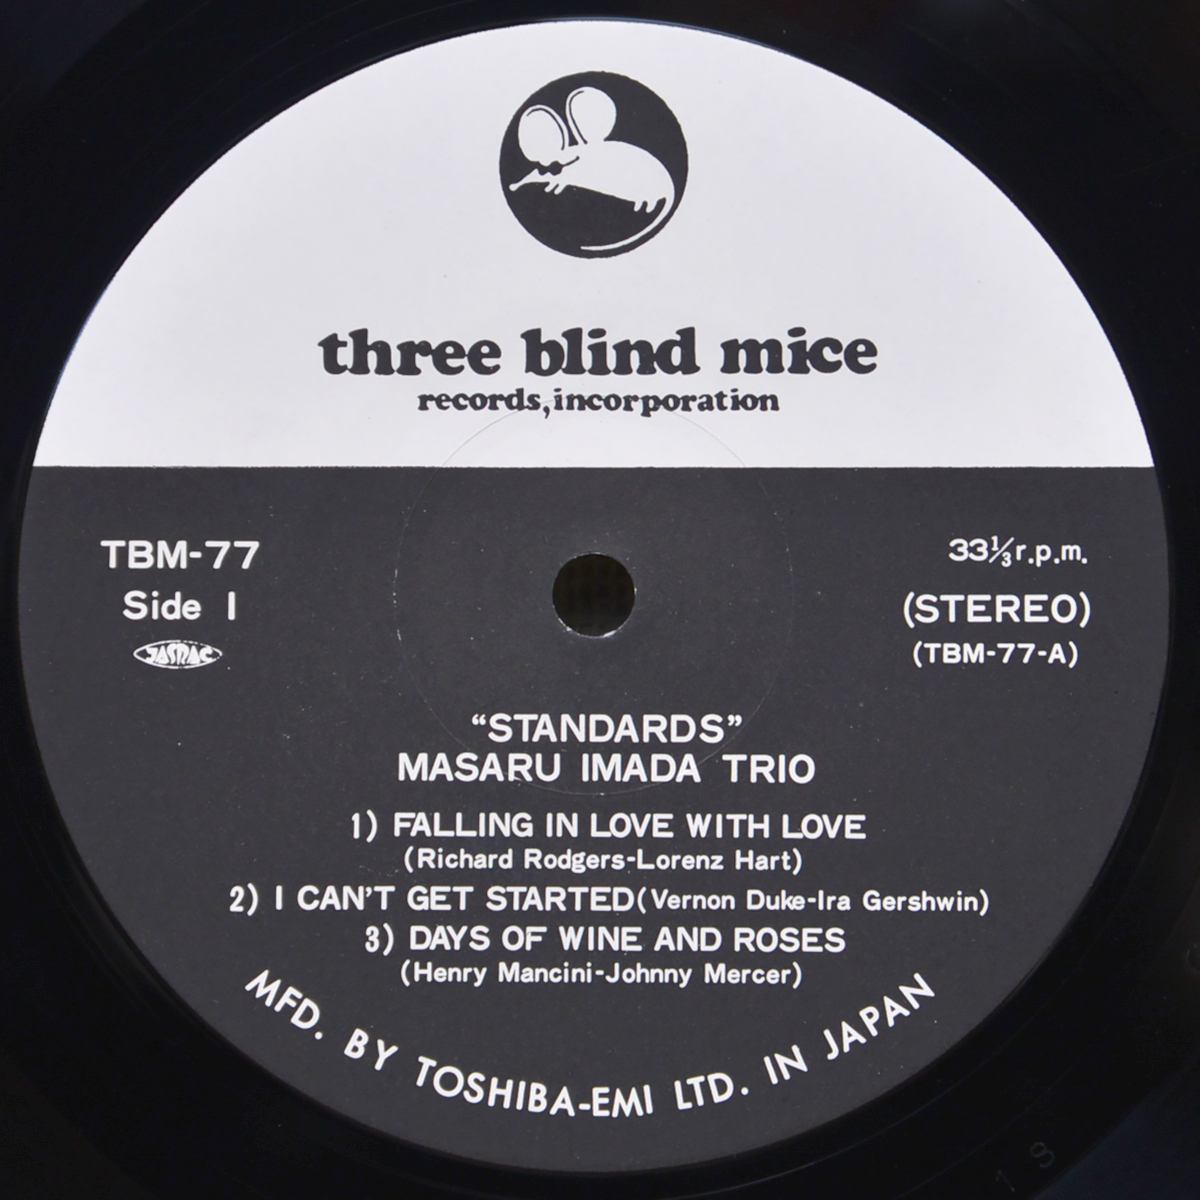 three blind mice
records, incorporation
TBM-77
Side 1
JASRAC
33⅓ r.p.m.
(STEREO)
(TBM-77-A)
“STANDARDS”
MASARU IMADA TRIO
1) FALLING IN LOVE WITH LOVE
(Richard Rodgers-Lorenz Hart)
2) I CAN'T GET STARTED(Vernon Duke-Ira Gershwin)
3) DAYS OF WINE AND ROSES
(Henry Mancini-Johnny Mercer)
MFD. BY TOSHIBA-EMI LTD. IN JAPAN